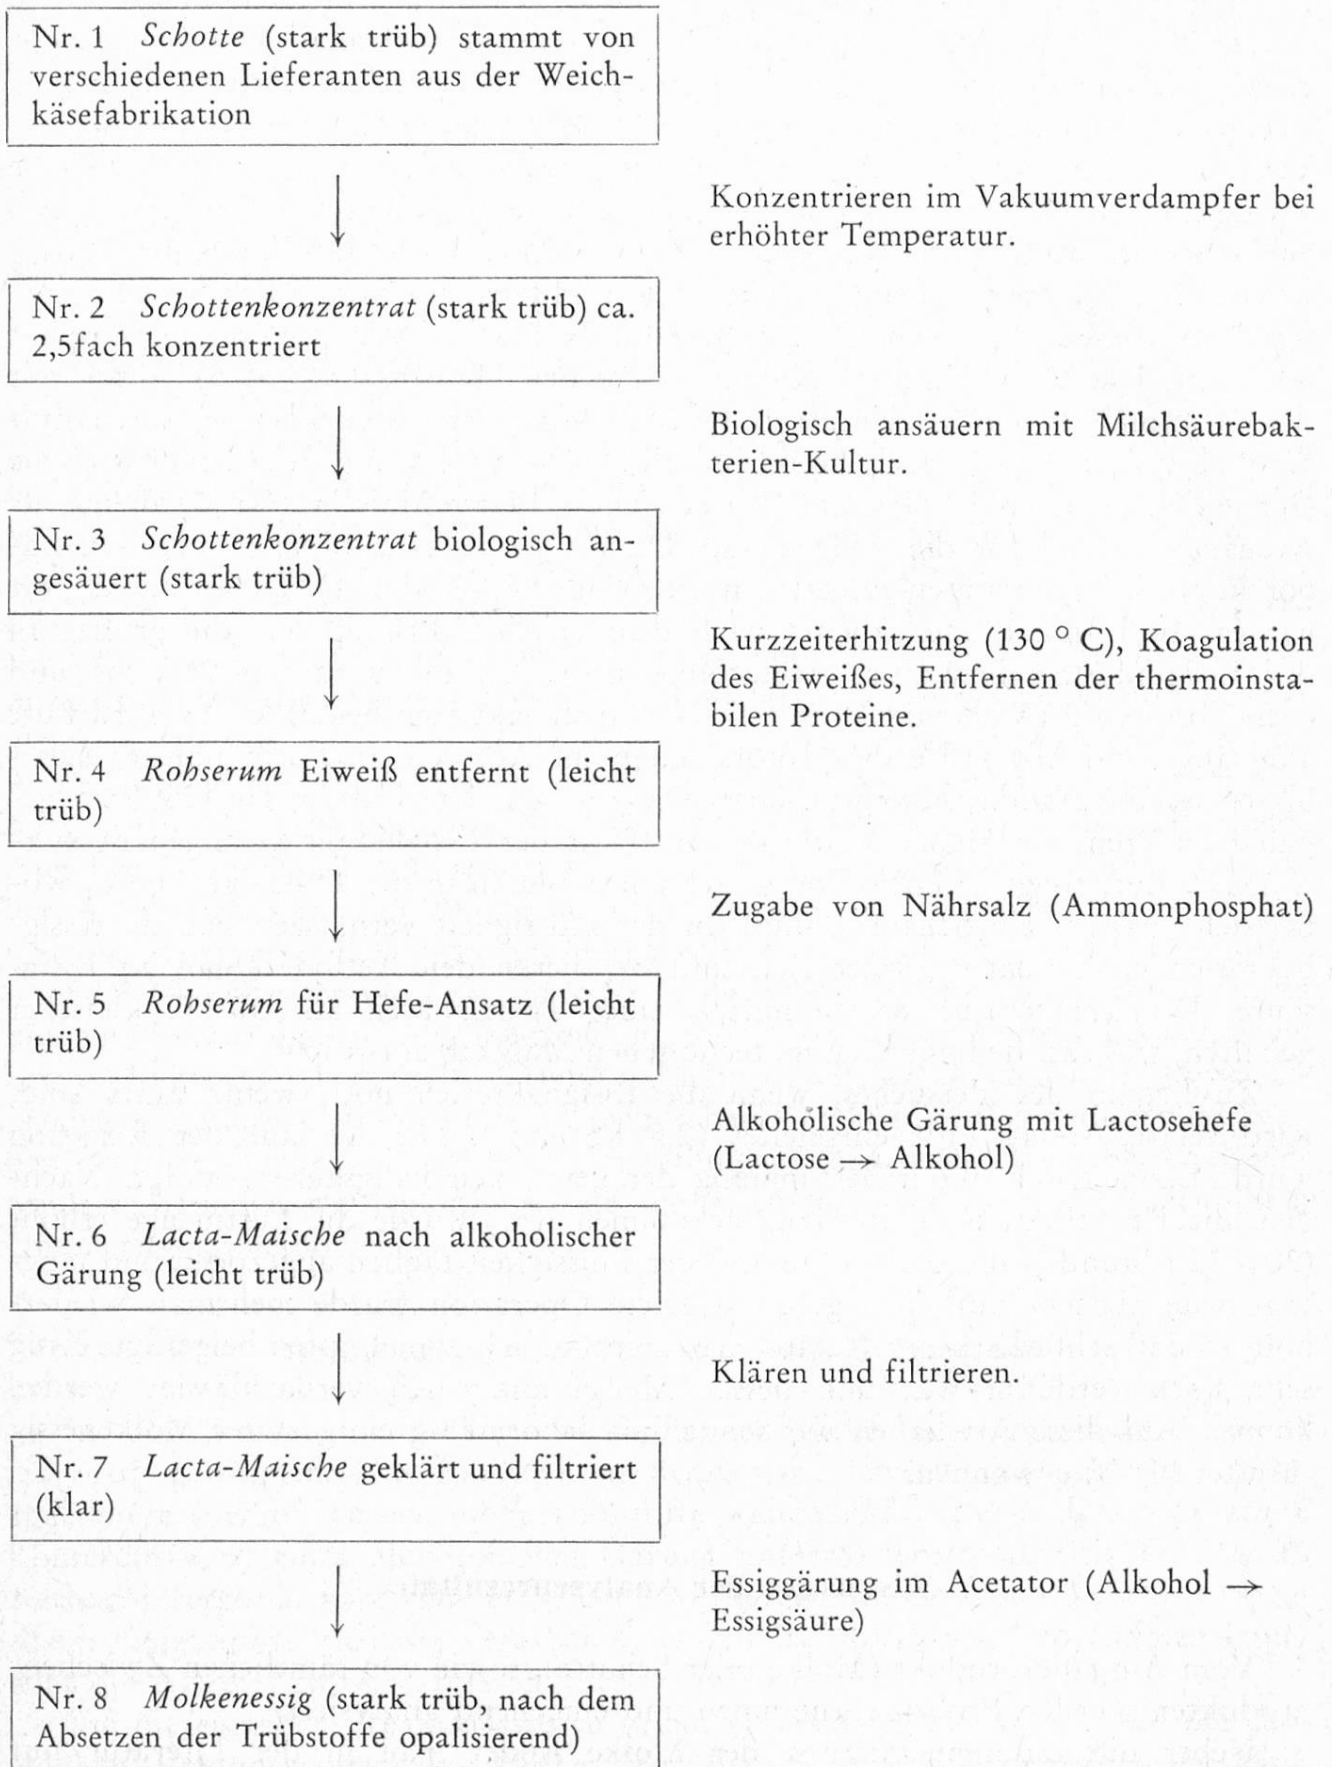 Nr. 1 Schotte (stark trüb) stammt von
verschiedenen Lieferanten aus der Weich-
käsefabrikation
Konzentrieren im Vakuumverdampfer bei
erhöhter Temperatur.
Nr. 2 Schottenkonzentrat (stark trüb) ca.
2,5fach konzentriert
Biologisch ansäuern mit Milchsäurebak-
terien-Kultur.
Nr. 3 Schottenkonzentrat biologisch an-
gesäuert (stark trüb)
Kurzzeiterhitzung (130 ° C), Koagulation
des Eiweißes, Entfernen der thermoinsta-
bilen Proteine.
Nr. 4 Rohserum Eiweiß entfernt (leicht
trüb)
Zugabe von Nährsalz (Ammonphosphat)
Nr. 5 Rohserum für Hefe-Ansatz (leicht
trüb)
Alkoholische Gärung mit Lactosehefe
(Lactose → Alkohol)
Nr. 6 Lacta-Maische nach alkoholischer
Gärung (leicht trüb)
Klären und filtrieren.
Nr. 7 Lacta-Maische geklärt und filtriert
(klar)
Essiggärung im Acetator (Alkohol →
Essigsäure)
Nr. 8 Molkenessig (stark trüb, nach dem
Absetzen der Trübstoffe opalisierend)